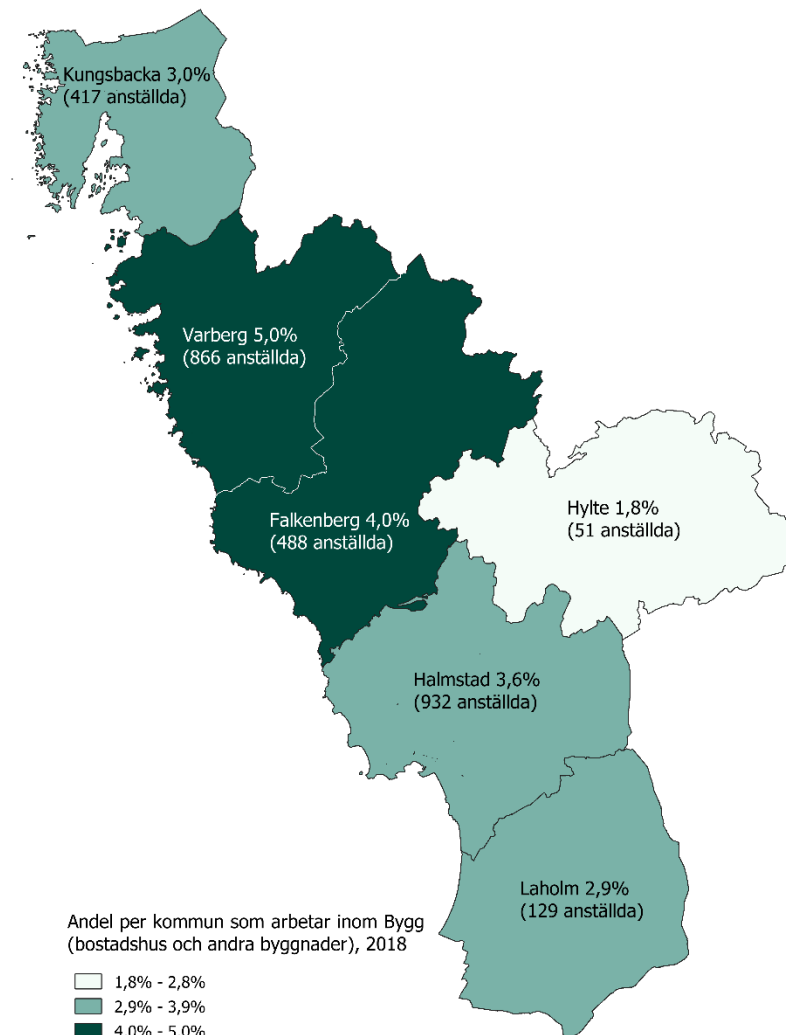 Kungsbacka 3,0%
(417 anställda)
Varberg 5,0%
(866 anställda)
Falkenberg 4,0%
(488 anställda)
Hylte 1,8%
(51 anställda)
Halmstad 3,6%
(932 anställda)
Laholm 2,9%
(129 anställda)
Andel per kommun som arbetar inom Bygg
(bostadshus och andra byggnader), 2018
1,8% - 2,8%
2,9% - 3,9%
4,0% - 5,0%